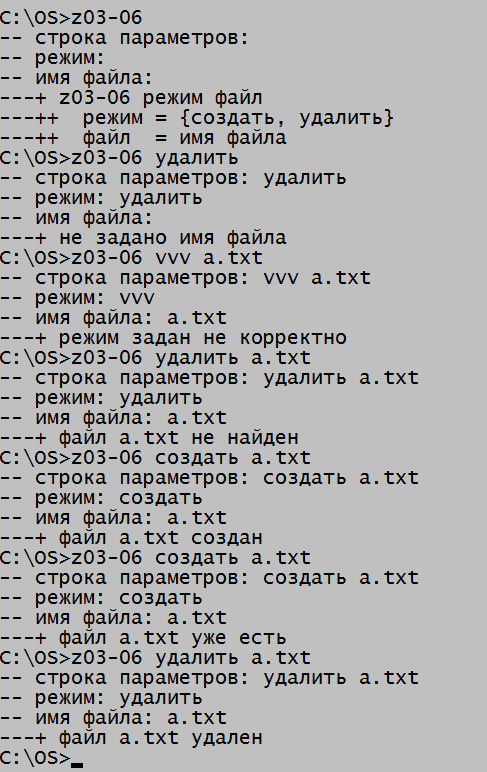 C:\OS>z03-06
-- строка параметров:
-- режим:
-- имя файла:
---+ z03-06 режим файл
---++  режим = {создать, удалить}
---++  файл  = имя файла
C:\OS>z03-06 удалить
-- строка параметров: удалить
-- режим: удалить
-- имя файла:
---+ не задано имя файла
C:\OS>z03-06 vvv a.txt
-- строка параметров: vvv a.txt
-- режим: vvv
-- имя файла: a.txt
---+ режим задан не корректно
C:\OS>z03-06 удалить a.txt
-- строка параметров: удалить a.txt
-- режим: удалить
-- имя файла: a.txt
---+ файл a.txt не найден
C:\OS>z03-06 создать a.txt
-- строка параметров: создать a.txt
-- режим: создать
-- имя файла: a.txt
---+ файл a.txt создан
C:\OS>z03-06 создать a.txt
-- строка параметров: создать a.txt
-- режим: создать
-- имя файла: a.txt
---+ файл a.txt уже есть
C:\OS>z03-06 удалить a.txt
-- строка параметров: удалить a.txt
-- режим: удалить
-- имя файла: a.txt
---+ файл a.txt удален
C:\OS>